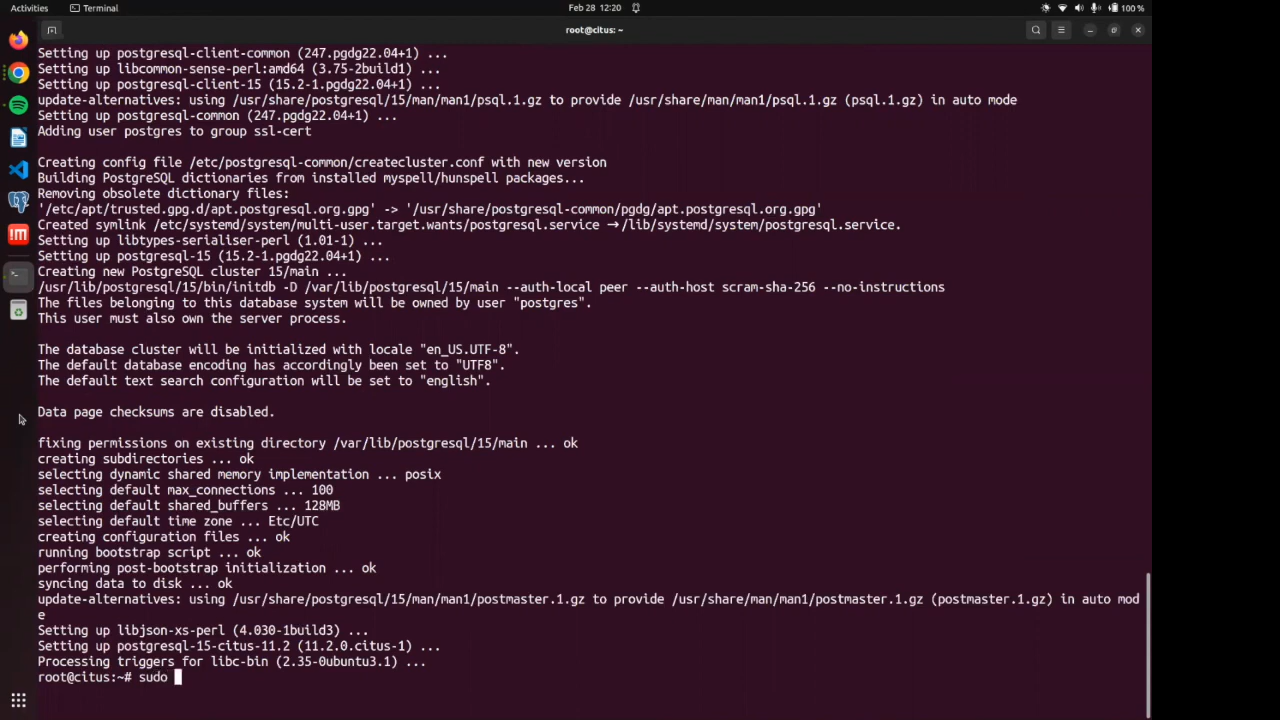 Activities
Terminal
Feb 28 12:20
100 %
root@citus: ~
Setting up postgresql-client-common (247.pgdg22.04+1) ...
Setting up libcommon-sense-perl:amd64 (3.75-2build1) ...
Setting up postgresql-client-15 (15.2-1.pgdg22.04+1) ...
update-alternatives: using /usr/share/postgresql/15/man/man1/psql.1.gz to provide /usr/share/man/man1/psql.1.gz (psql.1.gz) in auto mode
Setting up postgresql-common (247.pgdg22.04+1) ...
Adding user postgres to group ssl-cert
Creating config file /etc/postgresql-common/createcluster.conf with new version
Building PostgreSQL dictionaries from installed myspell/hunspell packages...
Removing obsolete dictionary files:
'/etc/apt/trusted.gpg.d/apt.postgresql.org.gpg' -> '/usr/share/postgresql-common/pgdg/apt.postgresql.org.gpg'
Created symlink /etc/systemd/system/multi-user.target.wants/postgresql.service → /lib/systemd/system/postgresql.service.
Setting up libtypes-serialiser-perl (1.01-1) ...
Setting up postgresql-15 (15.2-1.pgdg22.04+1) ...
Creating new PostgreSQL cluster 15/main ...
/usr/lib/postgresql/15/bin/initdb -D /var/lib/postgresql/15/main --auth-local peer --auth-host scram-sha-256 --no-instructions
The files belonging to this database system will be owned by user "postgres".
This user must also own the server process.
The database cluster will be initialized with locale "en_US.UTF-8".
The default database encoding has accordingly been set to "UTF8".
The default text search configuration will be set to "english".
Data page checksums are disabled.
fixing permissions on existing directory /var/lib/postgresql/15/main ... ok
creating subdirectories ... ok
selecting dynamic shared memory implementation ... posix
selecting default max_connections ... 100
selecting default shared_buffers ... 128MB
selecting default time zone ... Etc/UTC
creating configuration files ... ok
running bootstrap script ... ok
performing post-bootstrap initialization ... ok
syncing data to disk ... ok
update-alternatives: using /usr/share/postgresql/15/man/man1/postmaster.1.gz to provide /usr/share/man/man1/postmaster.1.gz (postmaster.1.gz) in auto mod
e
Setting up libjson-xs-perl (4.030-1build3) ...
Setting up postgresql-15-citus-11.2 (11.2.0.citus-1) ...
Processing triggers for libc-bin (2.35-0ubuntu3.1) ...
root@citus:~# sudo